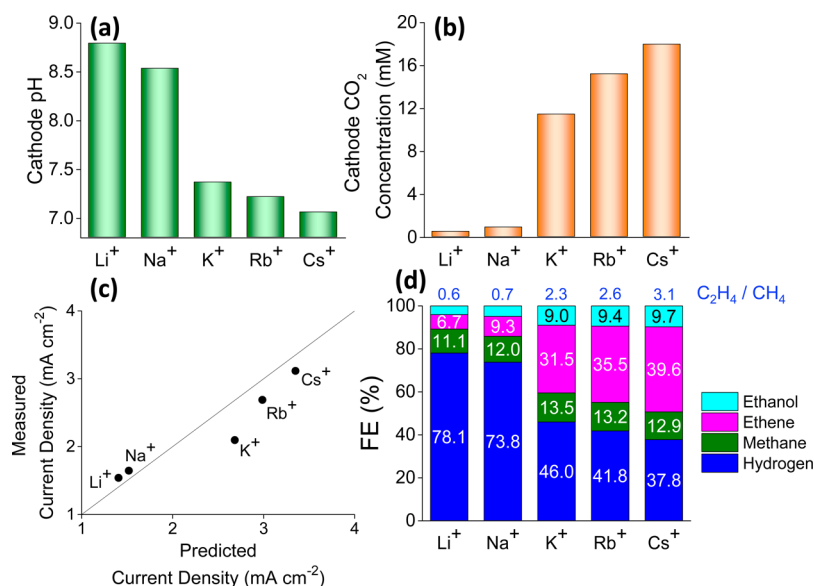 (a)
Cathode pH
9.0
8.5
7.5
7.0
Li+ Na+ K+ Rb+ Cs+
(b)
Cathode CO2
Concentration (mM)
20
16
12
8
4
0
Li+ Na+ K+ Rb+ Cs+
(c)
Measured
Current Density (mA cm-2)
4
3
2
1
Li+
Na+
K+
Rb+
Cs+
1 2 3 4
Predicted
Current Density (mA cm-2)
(d)
0.6 0.7 2.3 2.6 3.1 C2H4 / CH4
FE (%)
100
80
60
40
20
0
9.0 9.4 9.7
6.7 9.3 31.5 35.5 39.6
11.1 12.0 13.5 13.2 12.9
78.1 73.8 46.0 41.8 37.8
Li+ Na+ K+ Rb+ Cs+
Ethanol
Ethene
Methane
Hydrogen